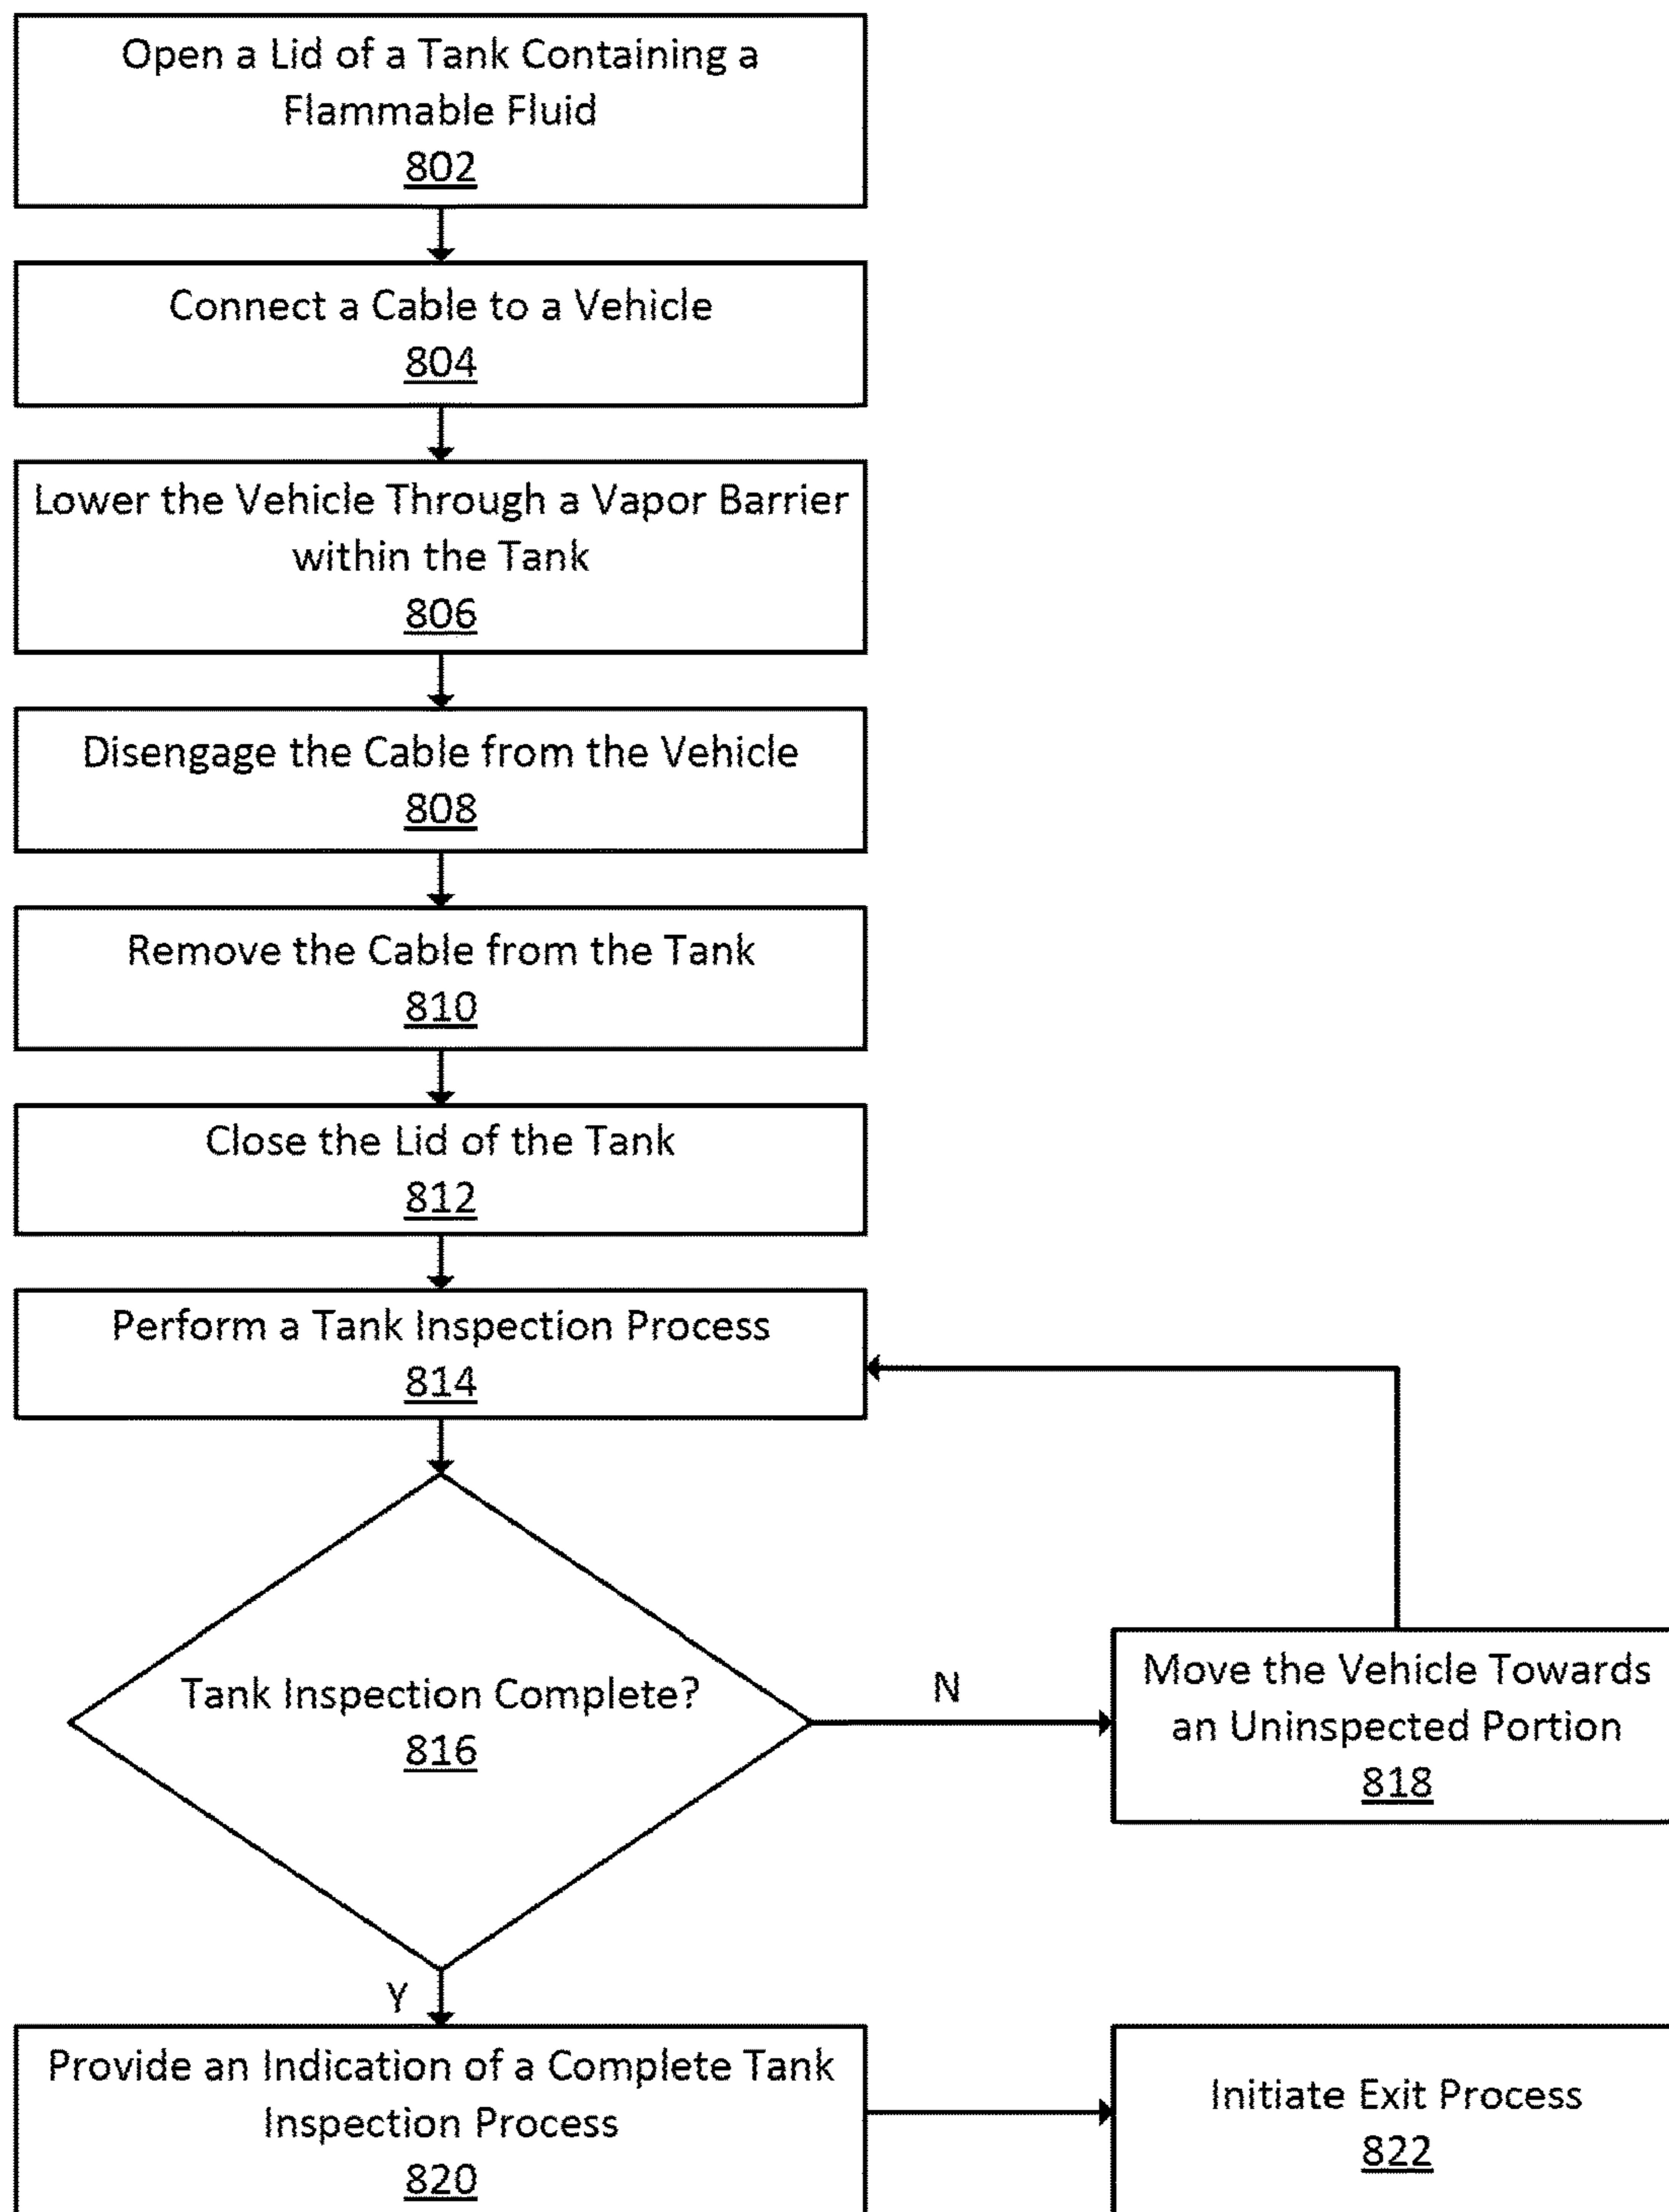 Open a Lid of a Tank Containing a
Flammable Fluid
802
Connect a Cable to a Vehicle
804
Lower the Vehicle Through a Vapor Barrier
within the Tank
806
Disengage the Cable from the Vehicle
808
Remove the Cable from the Tank
810
Close the Lid of the Tank
812
Perform a Tank Inspection Process
814
Tank Inspection Complete?
816
N
Move the Vehicle Towards
an Uninspected Portion
818
Y
Provide an Indication of a Complete Tank
Inspection Process
820
Initiate Exit Process
822